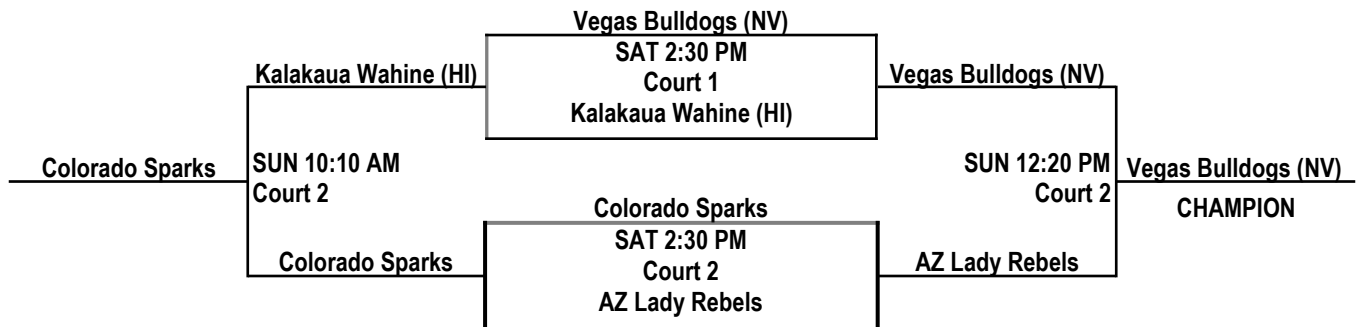 Vegas Bulldogs (NV)
SAT 2:30 PM
Kalakaua Wahine (HI)
Court 1
Vegas Bulldogs (NV)
Kalakaua Wahine (HI)
Colorado Sparks
SUN 10:10 AM
Court 2
SUN 12:20 PM
Court 2
Vegas Bulldogs (NV)
CHAMPION
Colorado Sparks
SAT 2:30 PM
Colorado Sparks
Court 2
AZ Lady Rebels
AZ Lady Rebels